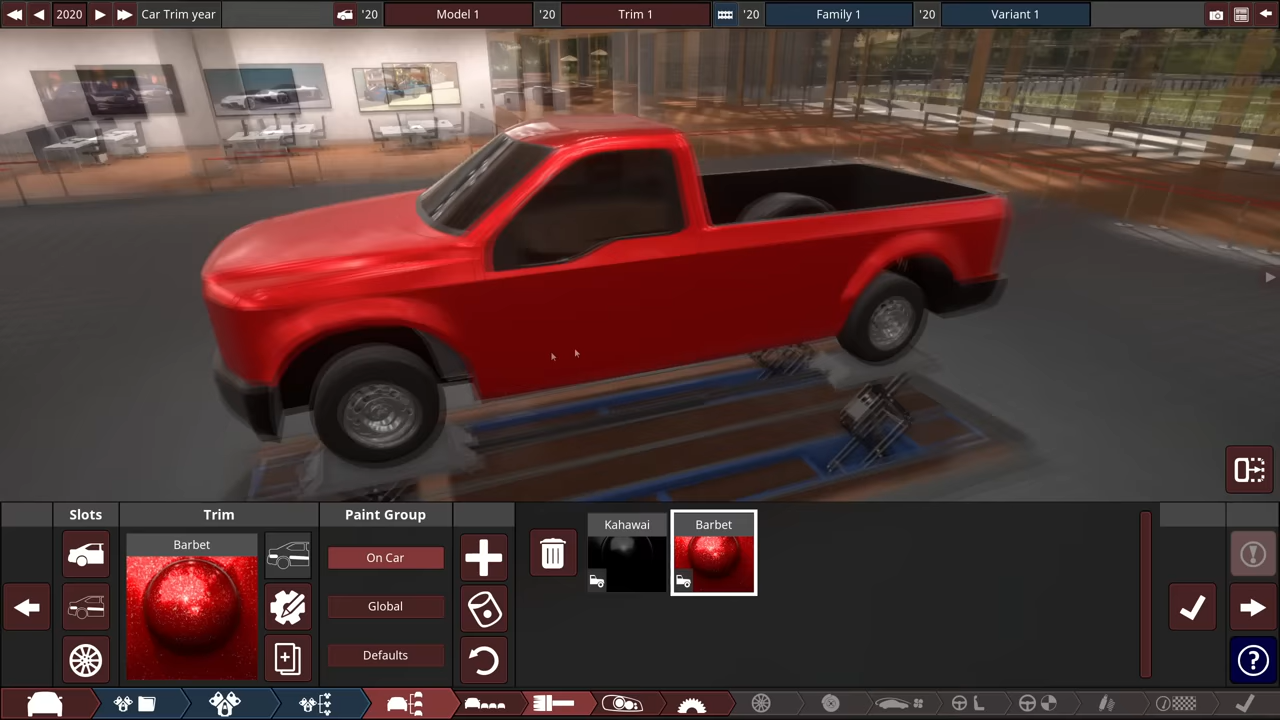 2020
Car Trim year
'20
Model 1
'20
Trim 1
'20
Family 1
'20
Variant 1
Slots
Trim
Paint Group
Barbet
On Car
Global
Defaults
Kahawai
Barbet